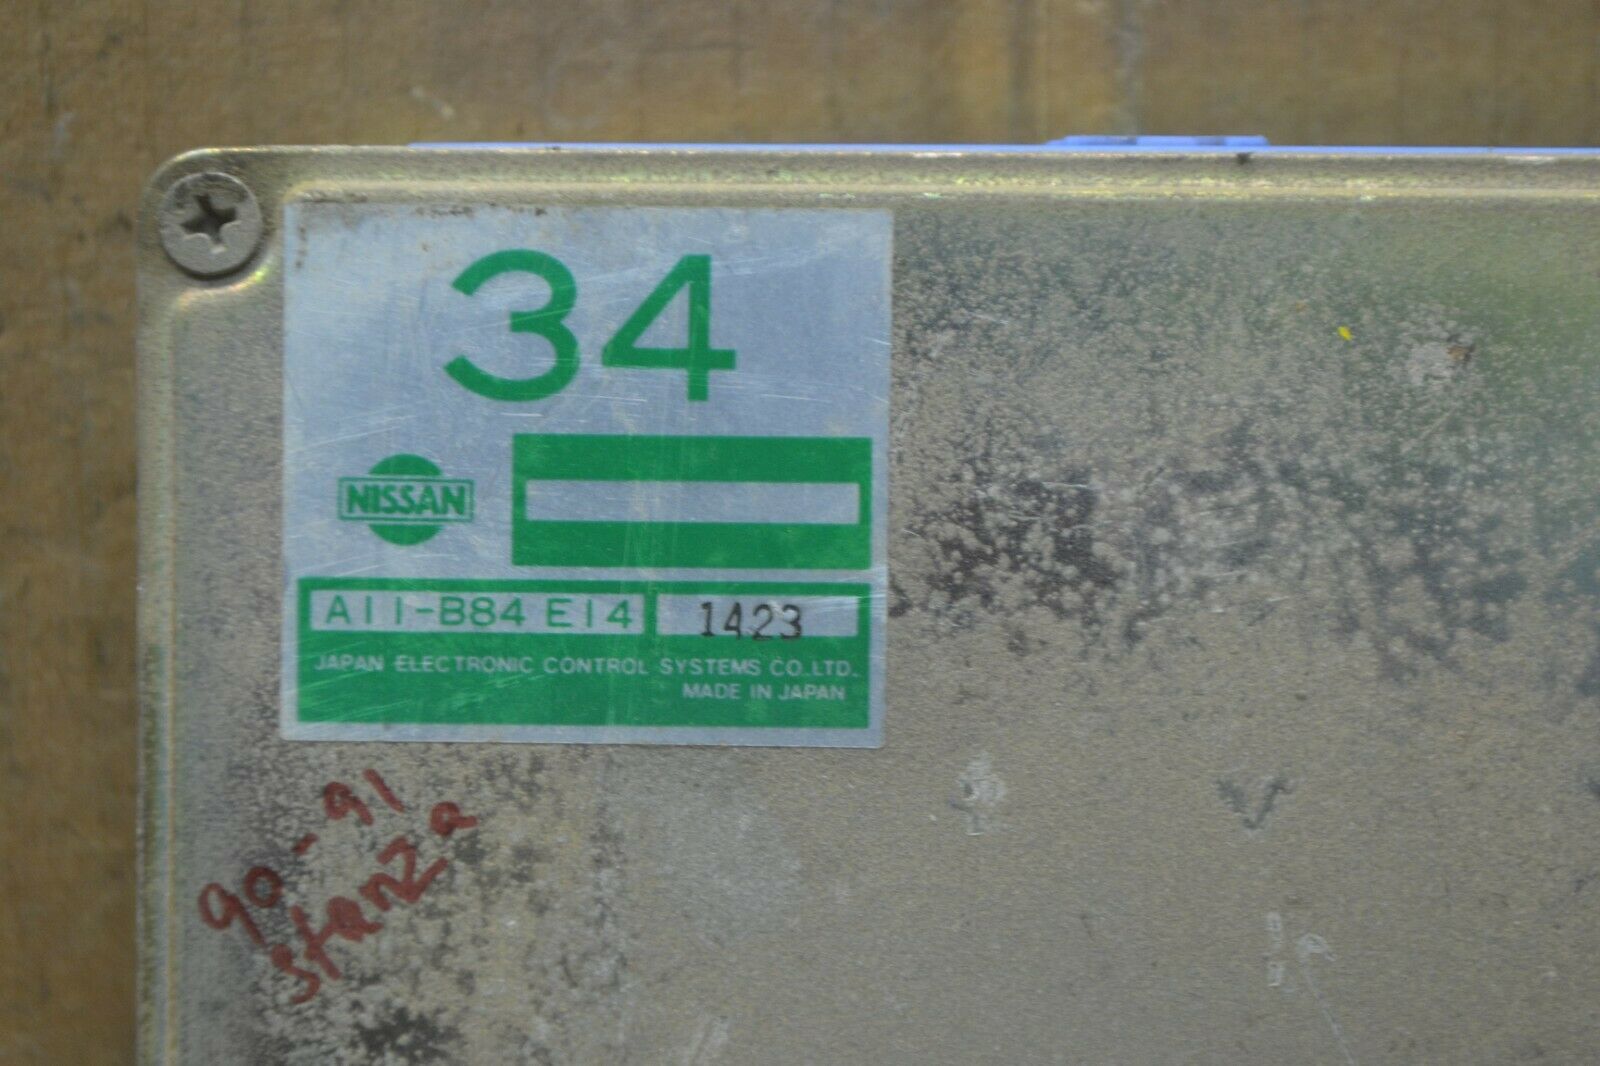 34
NISSAN
A11-B84 E14 1423
JAPAN ELECTRONIC CONTROL SYSTEMS CO.,LTD.
MADE IN JAPAN
90-91
stanza